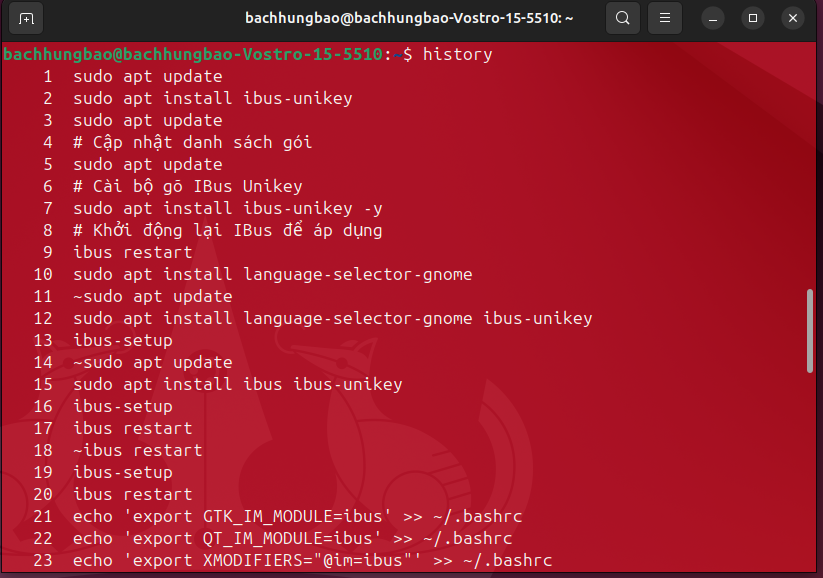 bachhungbao@bachhungbao-Vostro-15-5510: ~
bachhungbao@bachhungbao-Vostro-15-5510:~$ history
1 sudo apt update
2 sudo apt install ibus-unikey
3 sudo apt update
4 # Cập nhật danh sách gói
5 sudo apt update
6 # Cài bộ gõ IBus Unikey
7 sudo apt install ibus-unikey -y
8 # Khởi động lại IBus để áp dụng
9 ibus restart
10 sudo apt install language-selector-gnome
11 ~sudo apt update
12 sudo apt install language-selector-gnome ibus-unikey
13 ibus-setup
14 ~sudo apt update
15 sudo apt install ibus ibus-unikey
16 ibus-setup
17 ibus restart
18 ~ibus restart
19 ibus-setup
20 ibus restart
21 echo 'export GTK_IM_MODULE=ibus' >> ~/.bashrc
22 echo 'export QT_IM_MODULE=ibus' >> ~/.bashrc
23 echo 'export XMODIFIERS="@im=ibus"' >> ~/.bashrc